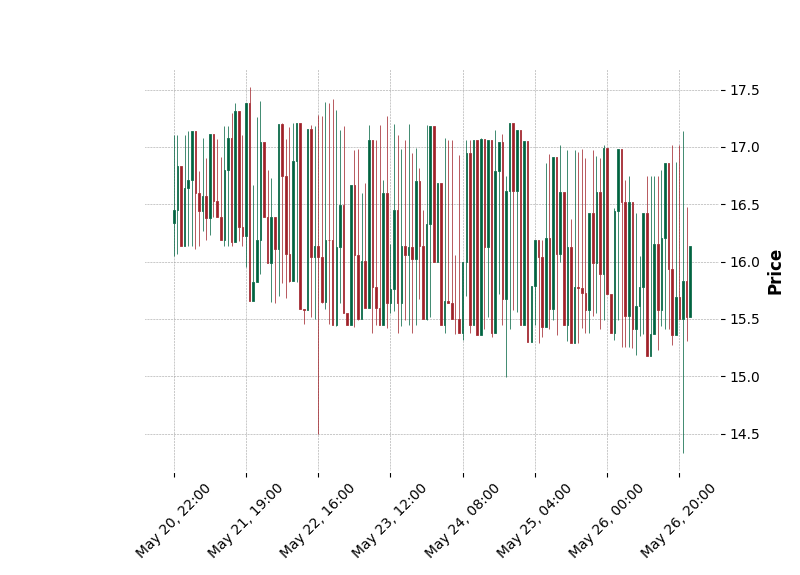 17.5
17.0
16.5
16.0
15.5
15.0
14.5
Price
May 20, 22:00
May 21, 19:00
May 22, 16:00
May 23, 12:00
May 24, 08:00
May 25, 04:00
May 26, 00:00
May 26, 20:00